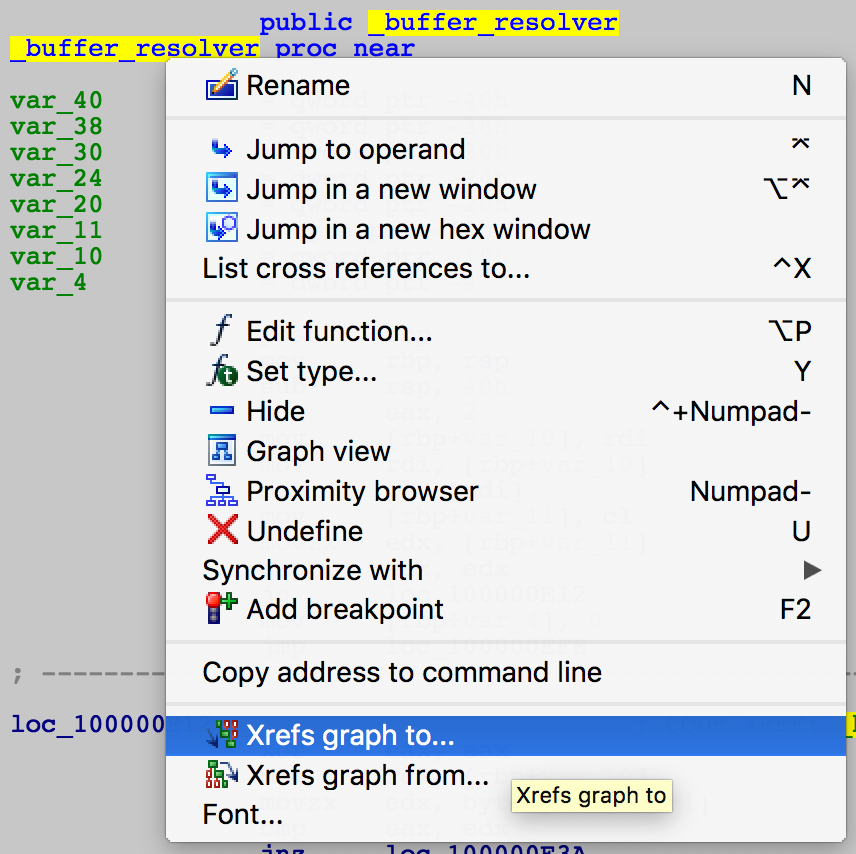 public _buffer_resolver
_buffer_resolver proc near
var_40
var_38
var_30
var_24
var_20
var_11
var_10
var_4
Rename N
Jump to operand ⌤
Jump in a new window ⌥⌤
Jump in a new hex window
List cross references to... ^X
Edit function... ⌥P
Set type... Y
Hide ^+Numpad-
Graph view
Proximity browser Numpad-
Undefine U
Synchronize with ▶
Add breakpoint F2
Copy address to command line
; ---------
loc_100000
Xrefs graph to...
Xrefs graph from...
Xrefs graph to
Font...
jnz loc_100000E3A